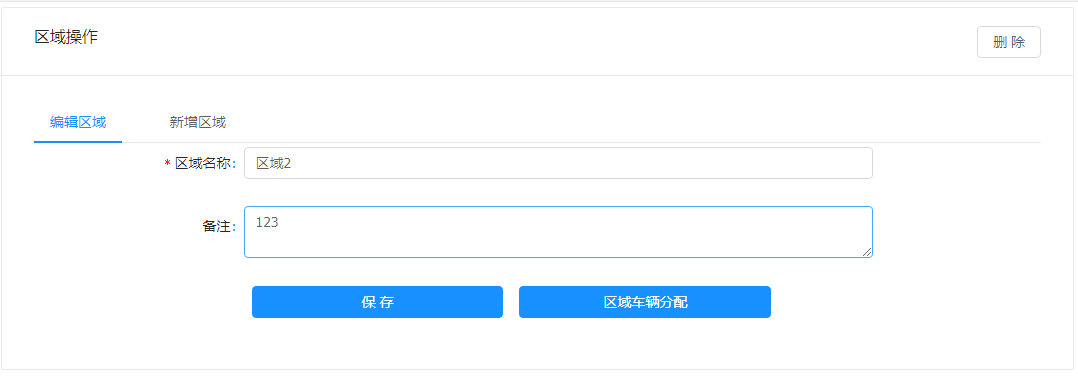 区域操作
删 除
编辑区域 新增区域
* 区域名称: 区域2
备注: 123
保 存 区域车辆分配